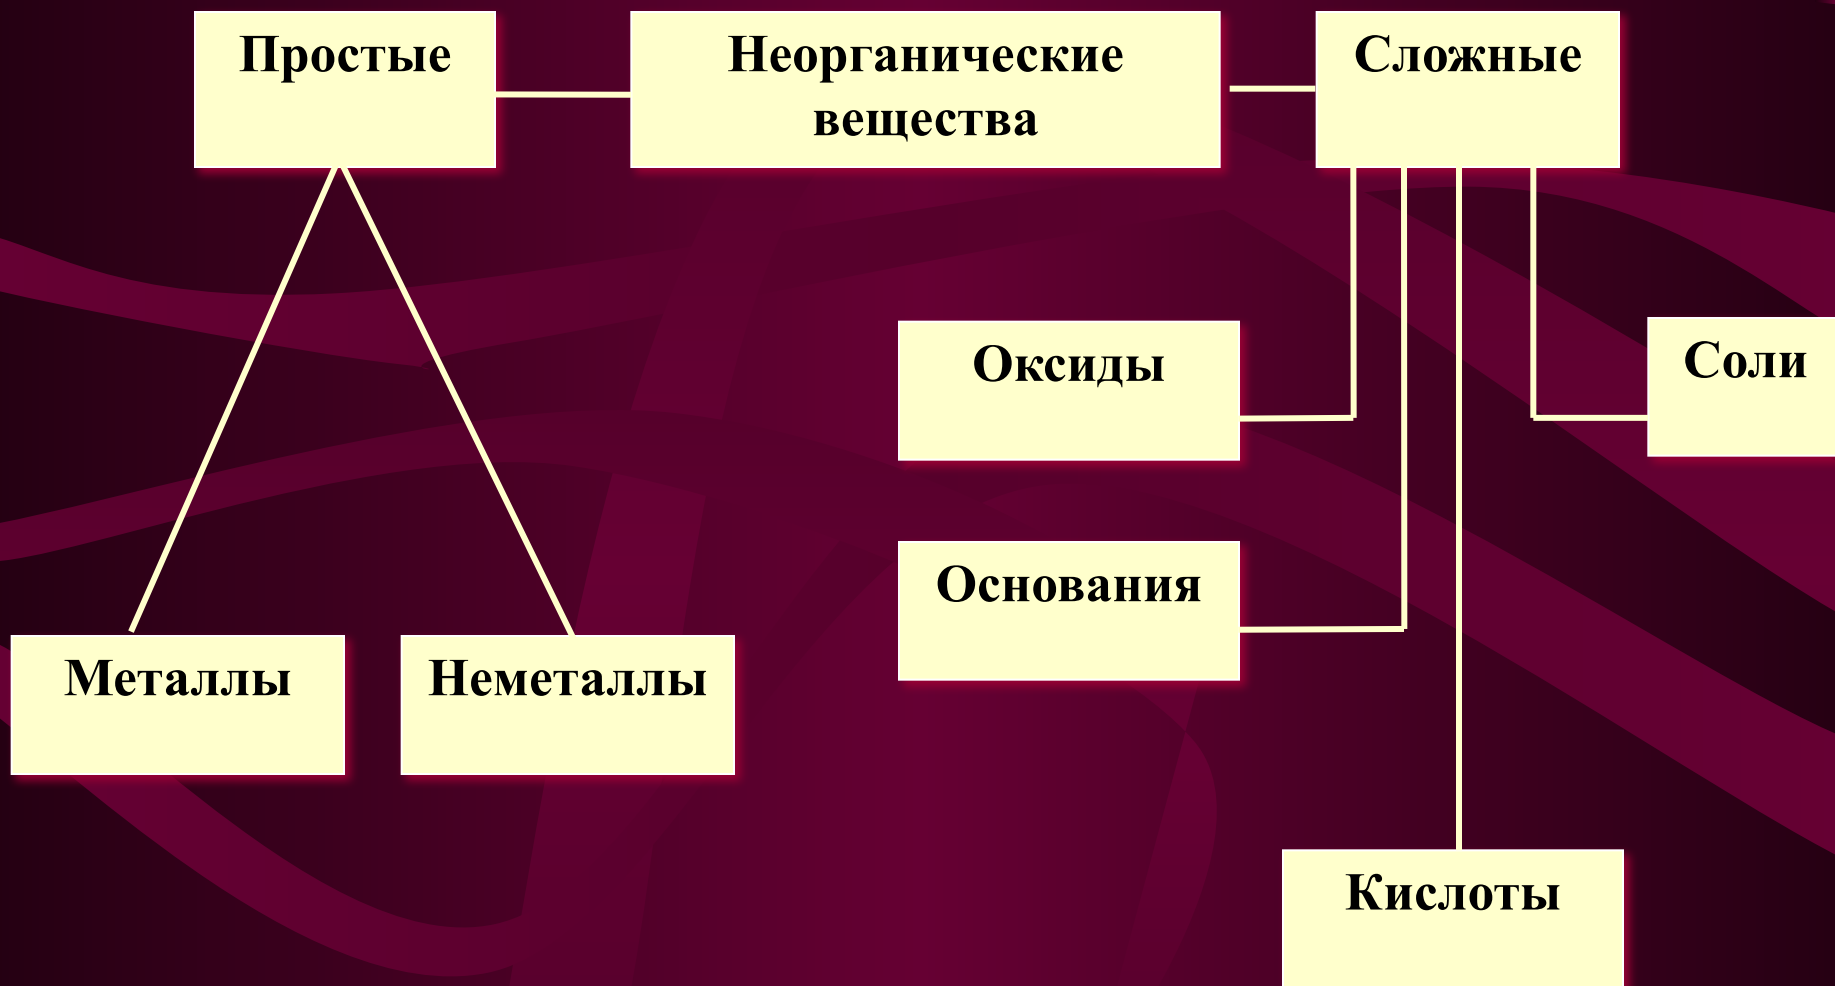 Простые
Неорганические
вещества
Сложные
Оксиды
Соли
Основания
Металлы
Неметаллы
Кислоты